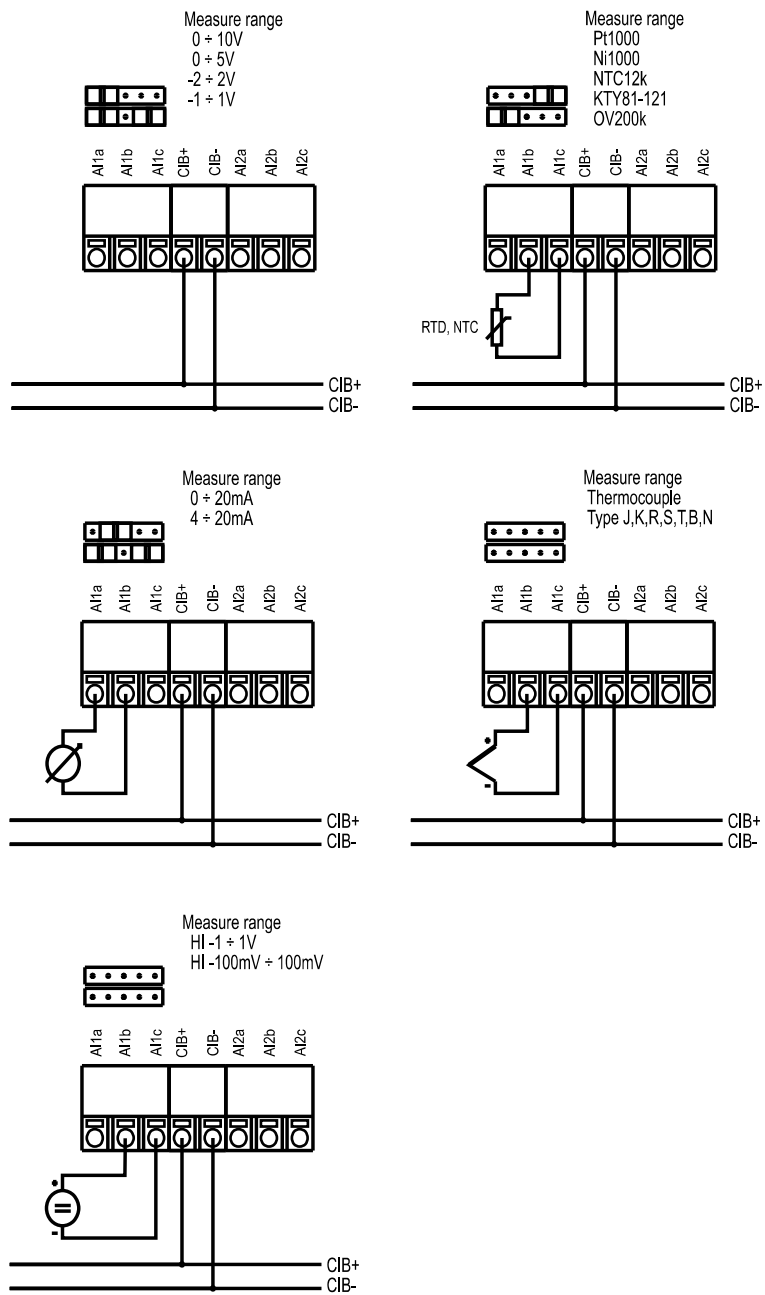 Measure range
0 ÷ 10V
0 ÷ 5V
-2 ÷ 2V
-1 ÷ 1V
AI1a AI1b AI1c CIB+ CIB- AI2a AI2b AI2c
CIB+
CIB-
Measure range
Pt1000
Ni1000
NTC12k
KTY81-121
OV200k
AI1a AI1b AI1c CIB+ CIB- AI2a AI2b AI2c
RTD, NTC
CIB+
CIB-
Measure range
0 ÷ 20mA
4 ÷ 20mA
AI1a AI1b AI1c CIB+ CIB- AI2a AI2b AI2c
CIB+
CIB-
Measure range
Thermocouple
Type J,K,R,S,T,B,N
AI1a AI1b AI1c CIB+ CIB- AI2a AI2b AI2c
CIB+
CIB-
Measure range
HI -1 ÷ 1V
HI -100mV ÷ 100mV
AI1a AI1b AI1c CIB+ CIB- AI2a AI2b AI2c
CIB+
CIB-